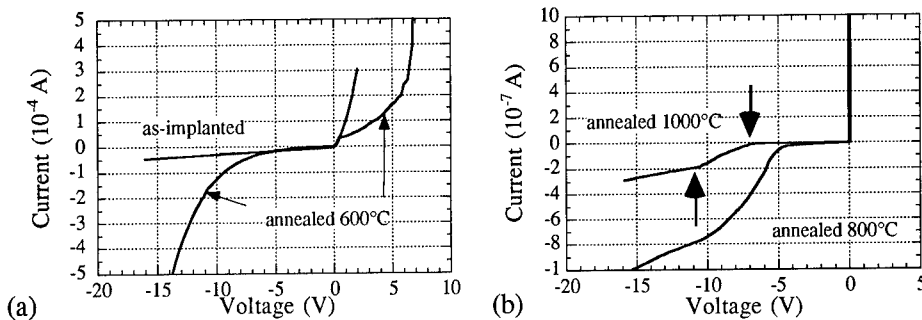 (a)
Current (10⁻⁴ A)
5
4
3
2
1
0
-1
-2
-3
-4
-5
as-implanted
annealed 600°C
-20 -15 -10 -5 0 5 10
Voltage (V)
(b)
Current (10⁻⁷ A)
10
8
6
4
2
0
-2
-4
-6
-8
-1
annealed 1000°C
annealed 800°C
-20 -15 -10 -5 0 5
Voltage (V)